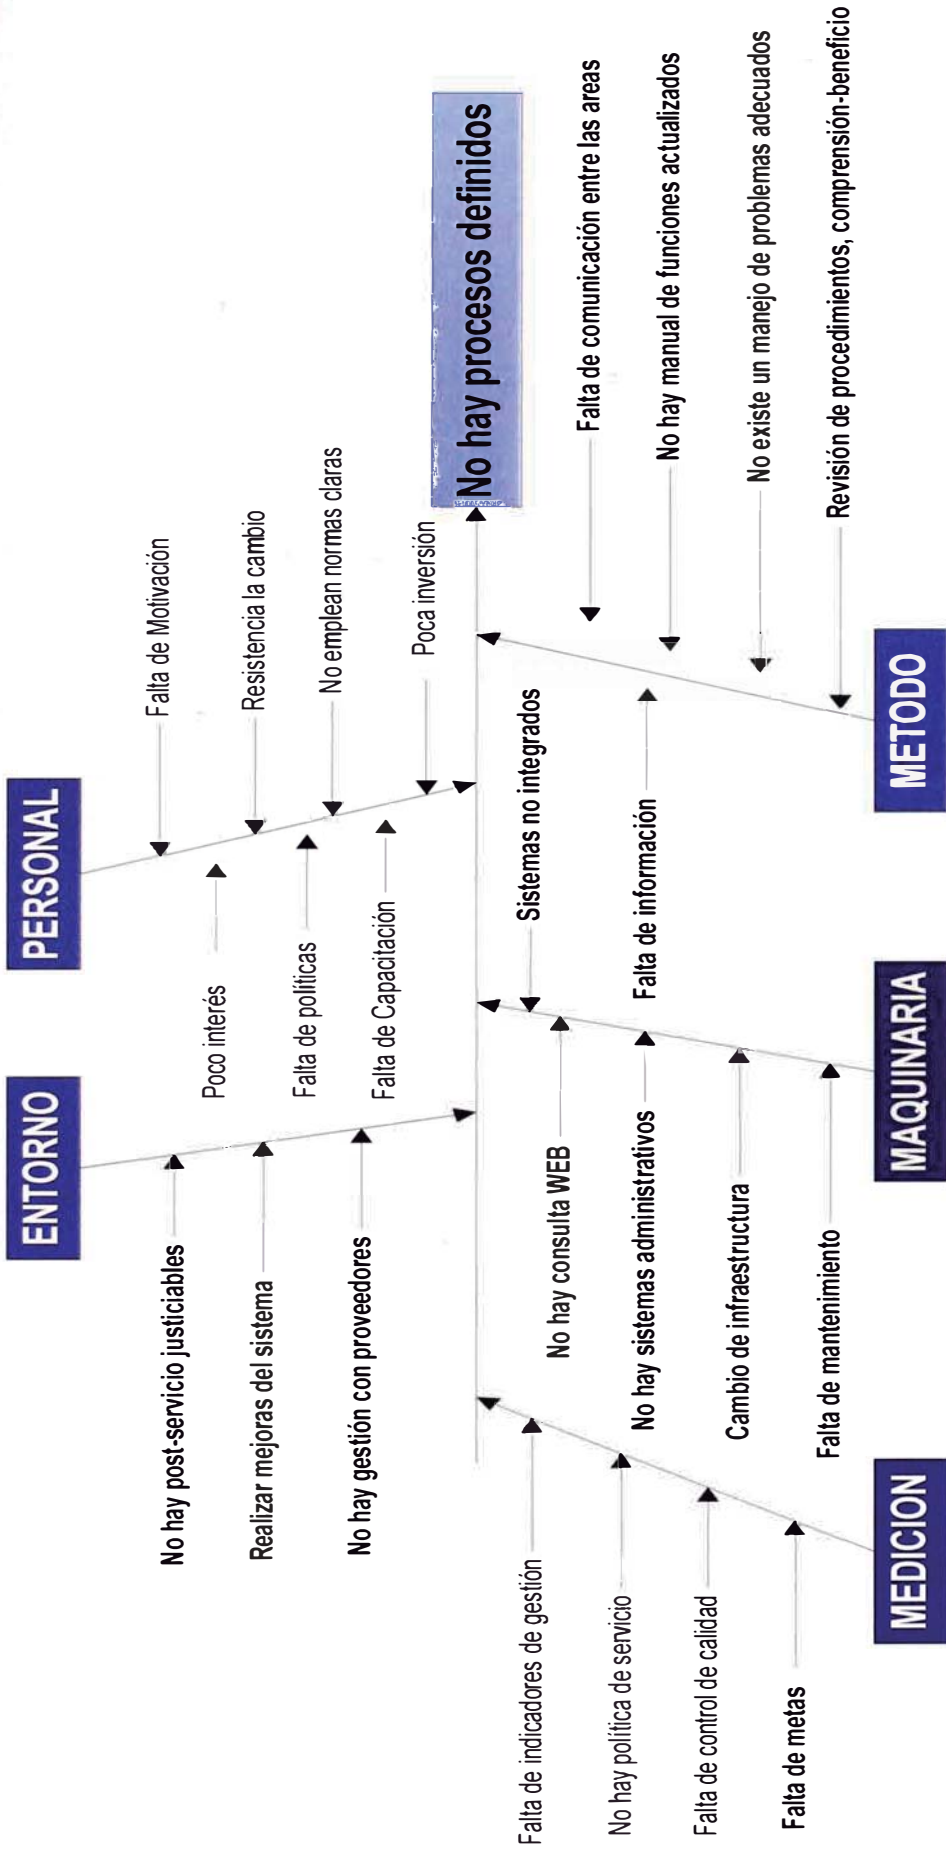 ENTORNO
PERSONAL
No hay post-servicio justiciables
Realizar mejoras del sistema
No hay gestión con proveedores
Falta de Motivación
Poco interés
Resistencia la cambio
Falta de políticas
No emplean normas claras
Falta de Capacitación
Poca inversión
No hay procesos definidos
Falta de indicadores de gestión
No hay política de servicio
Falta de control de calidad
Falta de metas
Sistemas no integrados
No hay consulta WEB
No hay sistemas administrativos
Cambio de infraestructura
Falta de mantenimiento
Falta de comunicación entre las areas
Falta de información
No hay manual de funciones actualizados
No existe un manejo de problemas adecuados
Revisión de procedimientos, comprensión-beneficio
MEDICION
MAQUINARIA
METODO